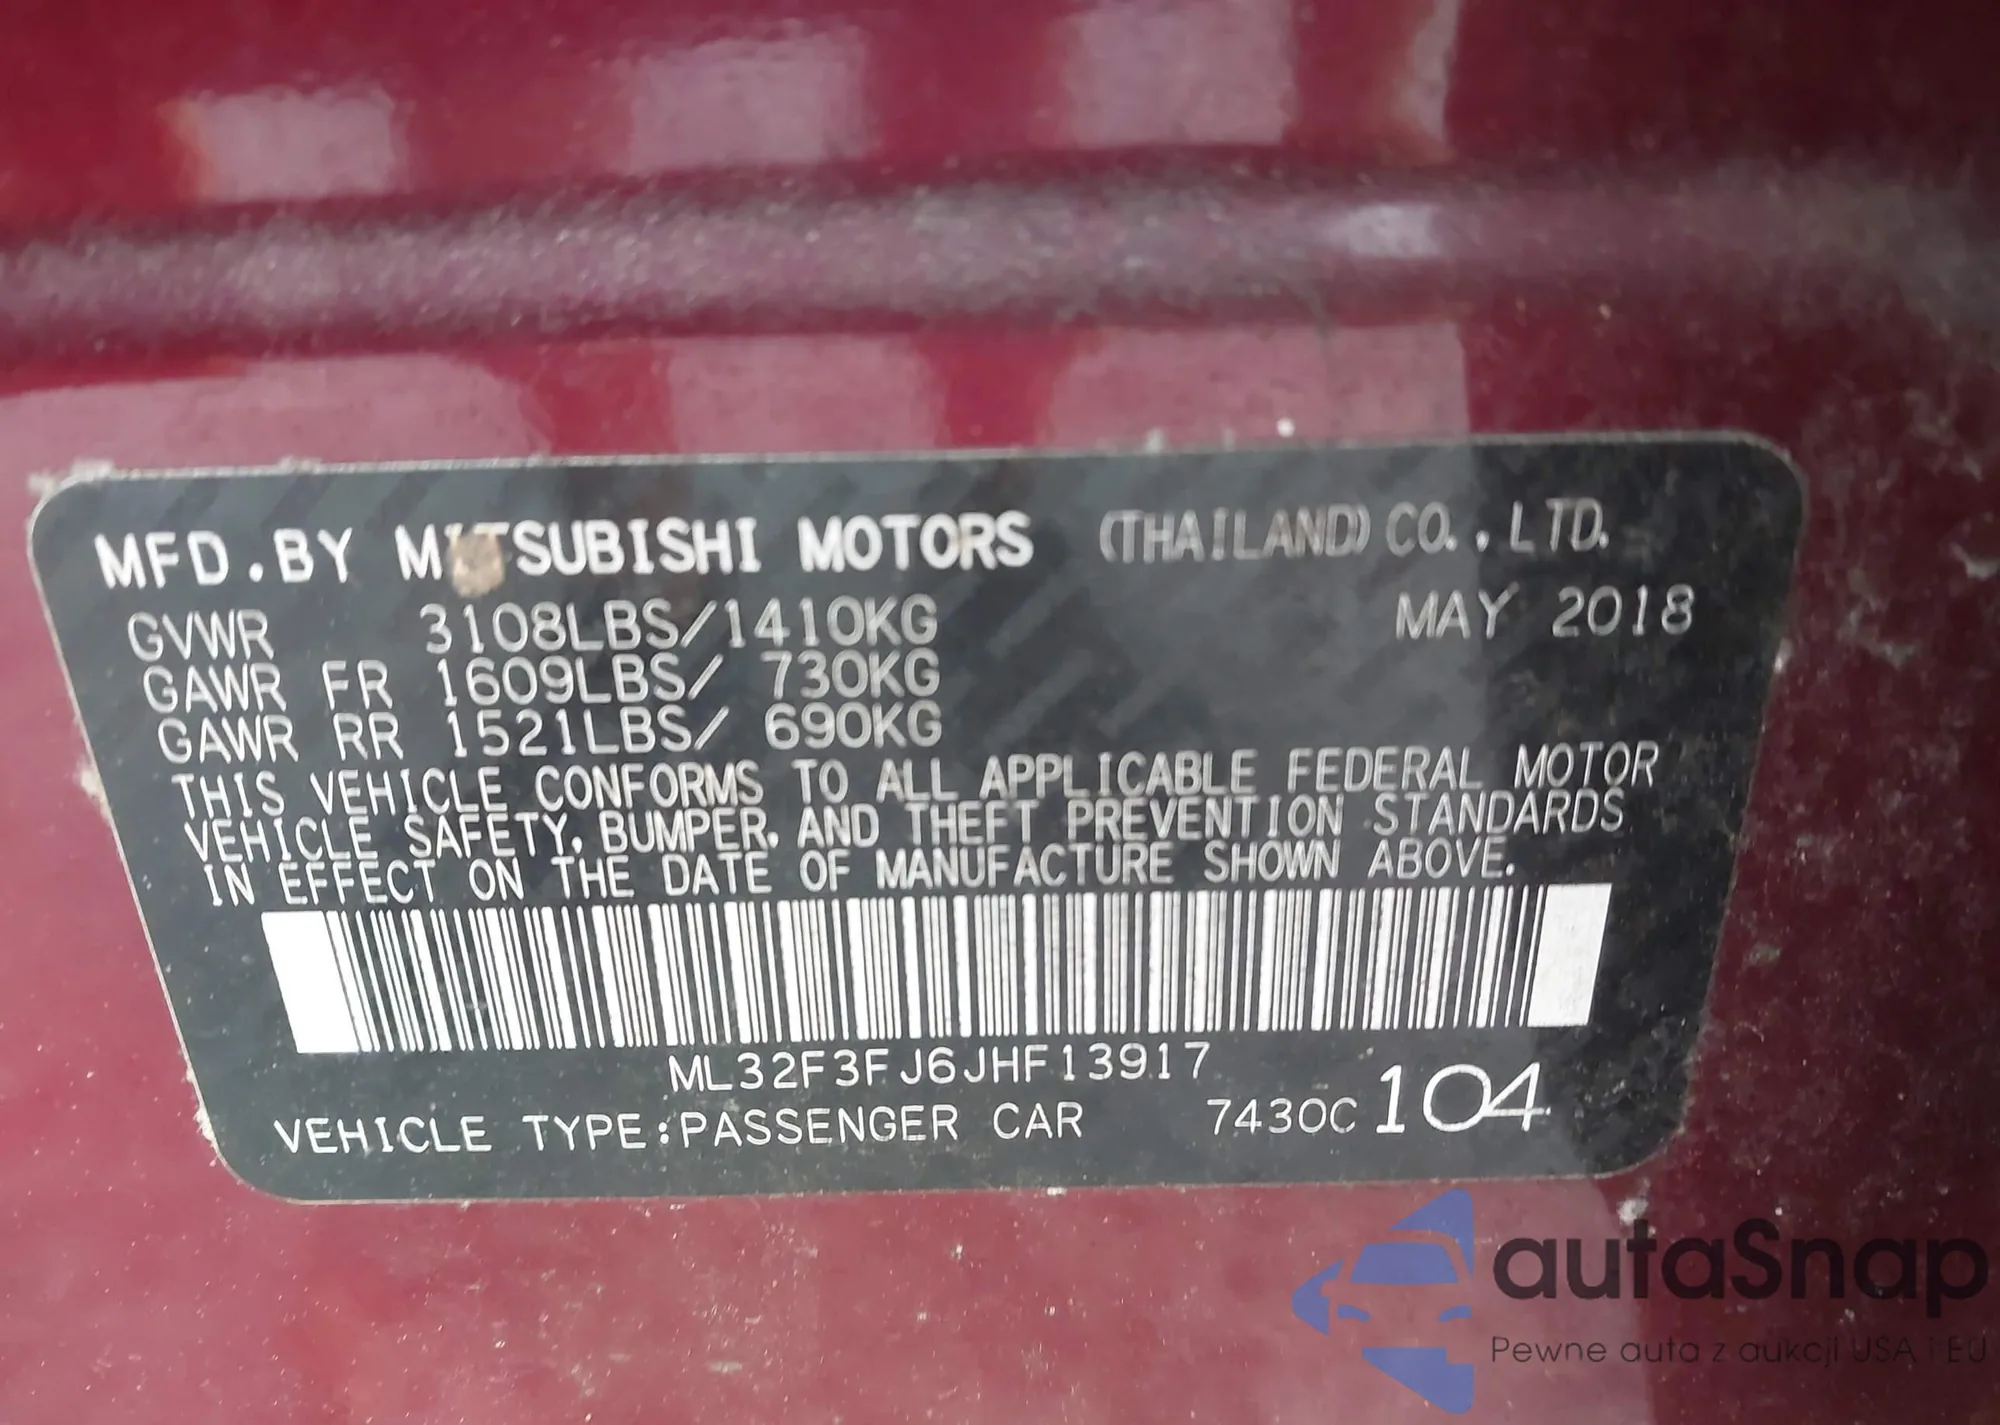 MFD.BY MITSUBISHI MOTORS (THAILAND) CO.,LTD.
GVWR 3108LBS/1410KG MAY 2018
GAWR FR 1609LBS/ 730KG
GAWR RR 1521LBS/ 690KG
THIS VEHICLE CONFORMS TO ALL APPLICABLE FEDERAL MOTOR
VEHICLE SAFETY, BUMPER, AND THEFT PREVENTION STANDARDS
IN EFFECT ON THE DATE OF MANUFACTURE SHOWN ABOVE.
ML32F3FJ6JHF13917
VEHICLE TYPE:PASSENGER CAR 7430C 104
autaSnap
Pewne auta z aukcji USA i EU